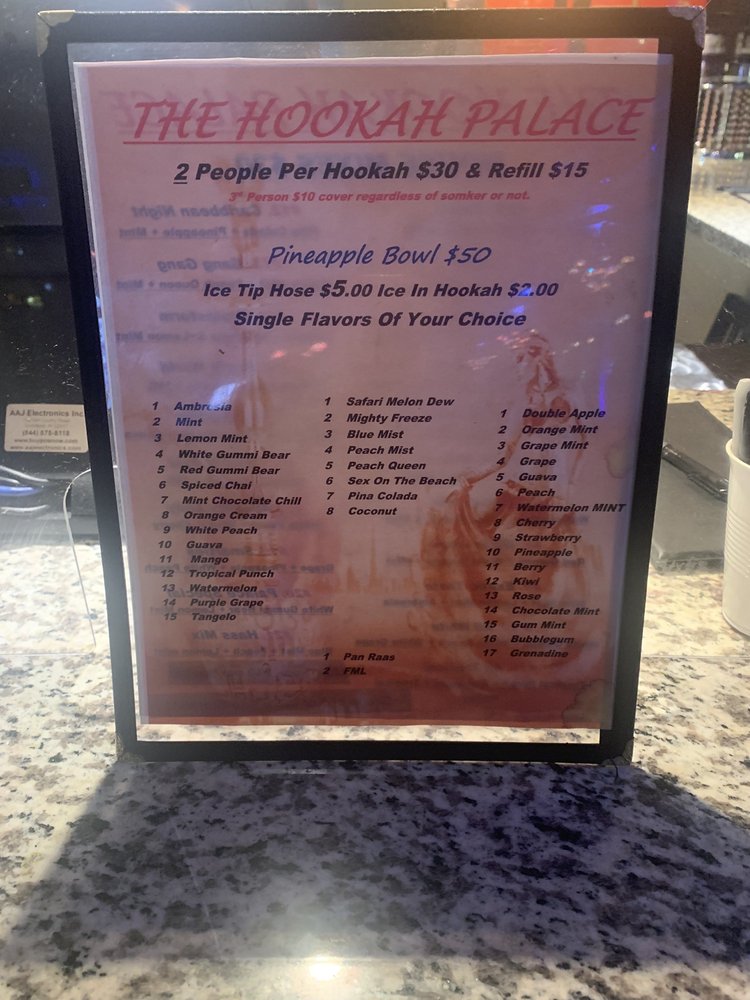 THE HOOKAH PALACE
2 People Per Hookah $30 & Refill $15
3rd Person $10 cover regardless of somker or not.
Pineapple Bowl $50
Ice Tip Hose $5.00 Ice In Hookah $2.00
Single Flavors Of Your Choice
1 Ambrosia
2 Mint
3 Lemon Mint
4 White Gummi Bear
5 Red Gummi Bear
6 Spiced Chai
7 Mint Chocolate Chill
8 Orange Cream
9 White Peach
10 Guava
11 Mango
12 Tropical Punch
13 Watermelon
14 Purple Grape
15 Tangelo
1 Safari Melon Dew
2 Mighty Freeze
3 Blue Mist
4 Peach Mist
5 Peach Queen
6 Sex On The Beach
7 Pina Colada
8 Coconut
1 Pan Raas
2 FML
1 Double Apple
2 Orange Mint
3 Grape Mint
4 Grape
5 Guava
6 Peach
7 Watermelon MINT
8 Cherry
9 Strawberry
10 Pineapple
11 Berry
12 Kiwi
13 Rose
14 Chocolate Mint
15 Gum Mint
16 Bubblegum
17 Grenadine
AAJ Electronics Inc